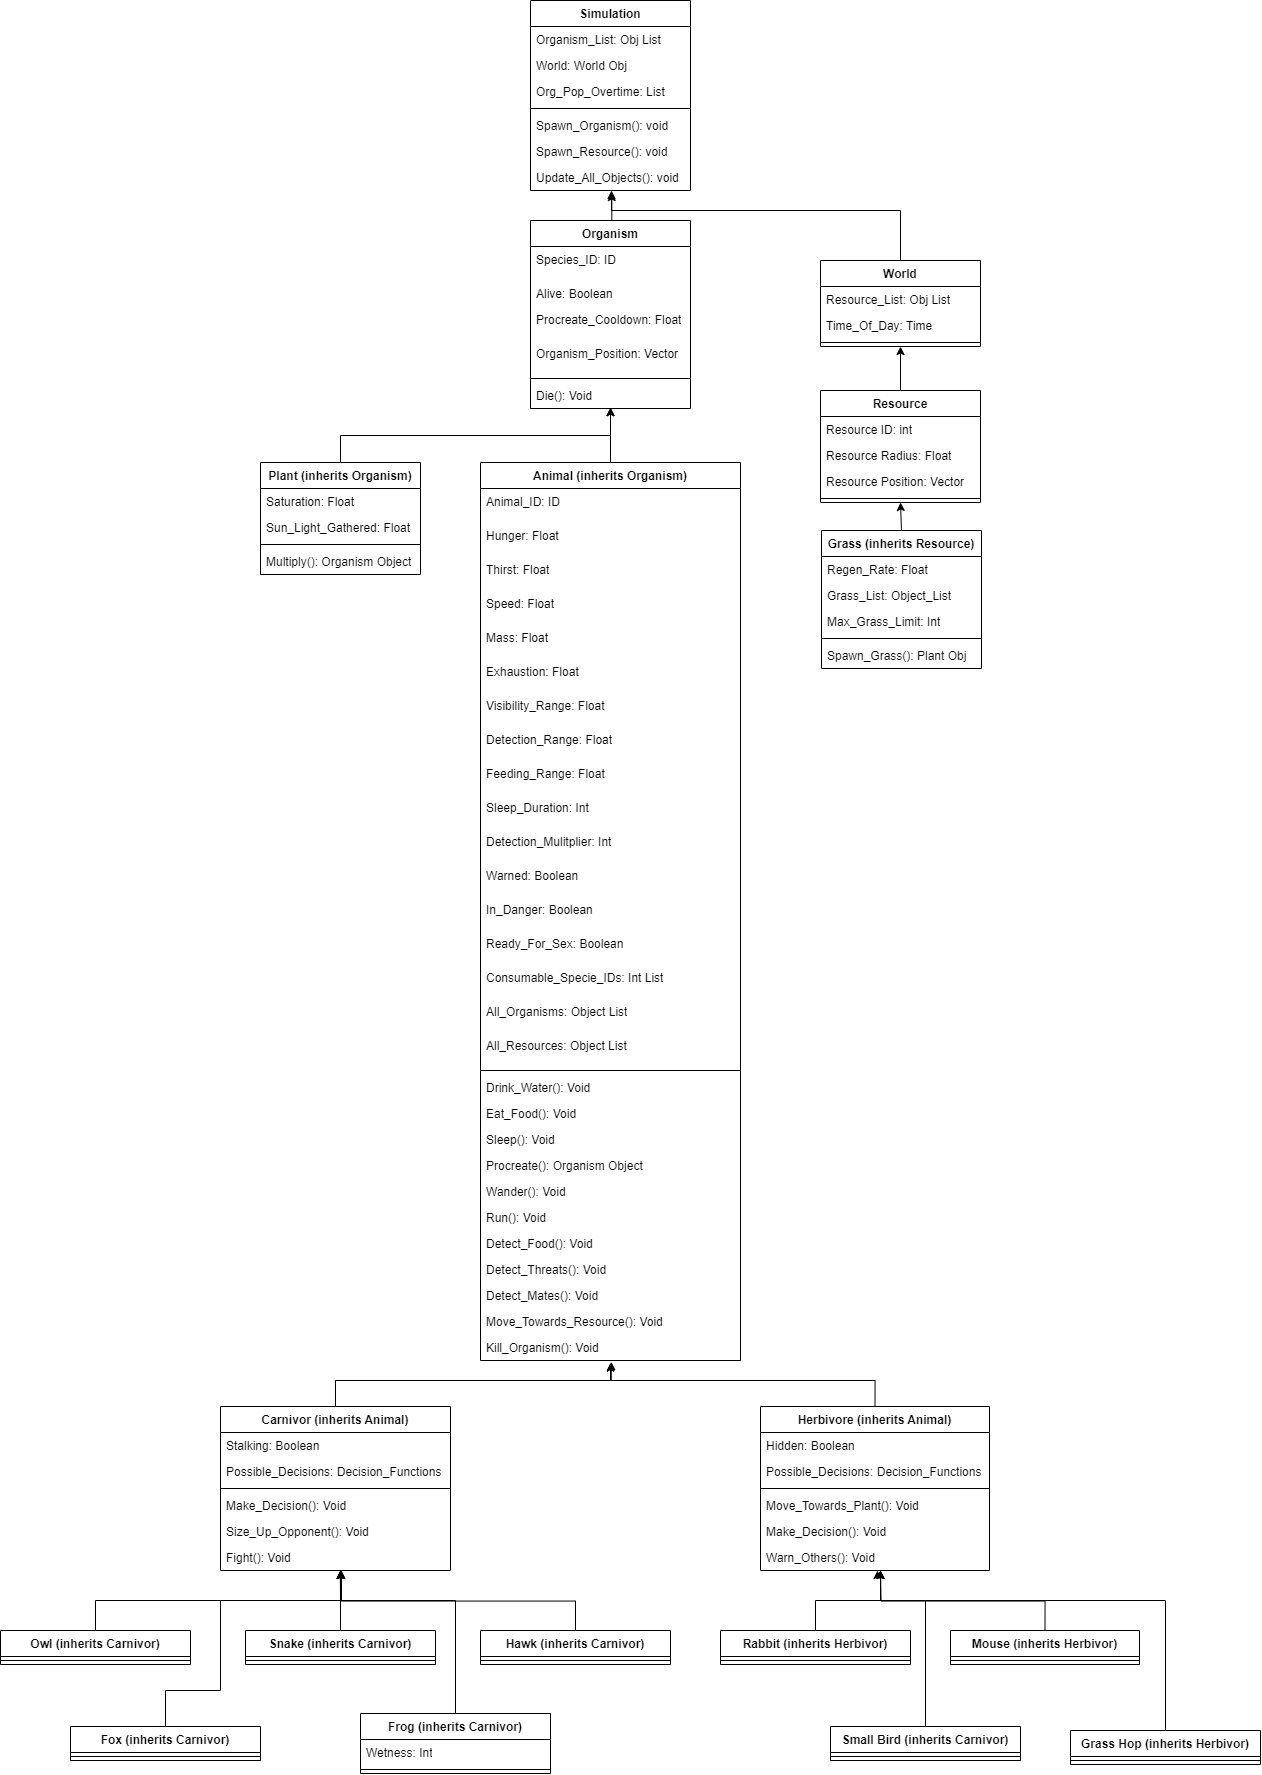 Simulation
Organism_List: Obj List
World: World Obj
Org_Pop_Overtime: List
Spawn_Organism(): void
Spawn_Resource(): void
Update_All_Objects(): void
Organism
Species_ID: ID
Alive: Boolean
Procreate_Cooldown: Float
Organism_Position: Vector
Die(): Void
World
Resource_List: Obj List
Time_Of_Day: Time
Resource
Resource ID: int
Resource Radius: Float
Resource Position: Vector
Grass (inherits Resource)
Regen_Rate: Float
Grass_List: Object_List
Max_Grass_Limit: Int
Spawn_Grass(): Plant Obj
Plant (inherits Organism)
Saturation: Float
Sun_Light_Gathered: Float
Multiply(): Organism Object
Animal (inherits Organism)
Animal_ID: ID
Hunger: Float
Thirst: Float
Speed: Float
Mass: Float
Exhaustion: Float
Visibility_Range: Float
Detection_Range: Float
Feeding_Range: Float
Sleep_Duration: Int
Detection_Mulitplier: Int
Warned: Boolean
In_Danger: Boolean
Ready_For_Sex: Boolean
Consumable_Specie_IDs: Int List
All_Organisms: Object List
All_Resources: Object List
Drink_Water(): Void
Eat_Food(): Void
Sleep(): Void
Procreate(): Organism Object
Wander(): Void
Run(): Void
Detect_Food(): Void
Detect_Threats(): Void
Detect_Mates(): Void
Move_Towards_Resource(): Void
Kill_Organism(): Void
Carnivor (inherits Animal)
Stalking: Boolean
Possible_Decisions: Decision_Functions
Make_Decision(): Void
Size_Up_Opponent(): Void
Fight(): Void
Herbivore (inherits Animal)
Hidden: Boolean
Possible_Decisions: Decision_Functions
Move_Towards_Plant(): Void
Make_Decision(): Void
Warn_Others(): Void
Owl (inherits Carnivor)
Snake (inherits Carnivor)
Hawk (inherits Carnivor)
Rabbit (inherits Herbivor)
Mouse (inherits Herbivor)
Fox (inherits Carnivor)
Frog (inherits Carnivor)
Wetness: Int
Small Bird (inherits Carnivor)
Grass Hop (inherits Herbivor)